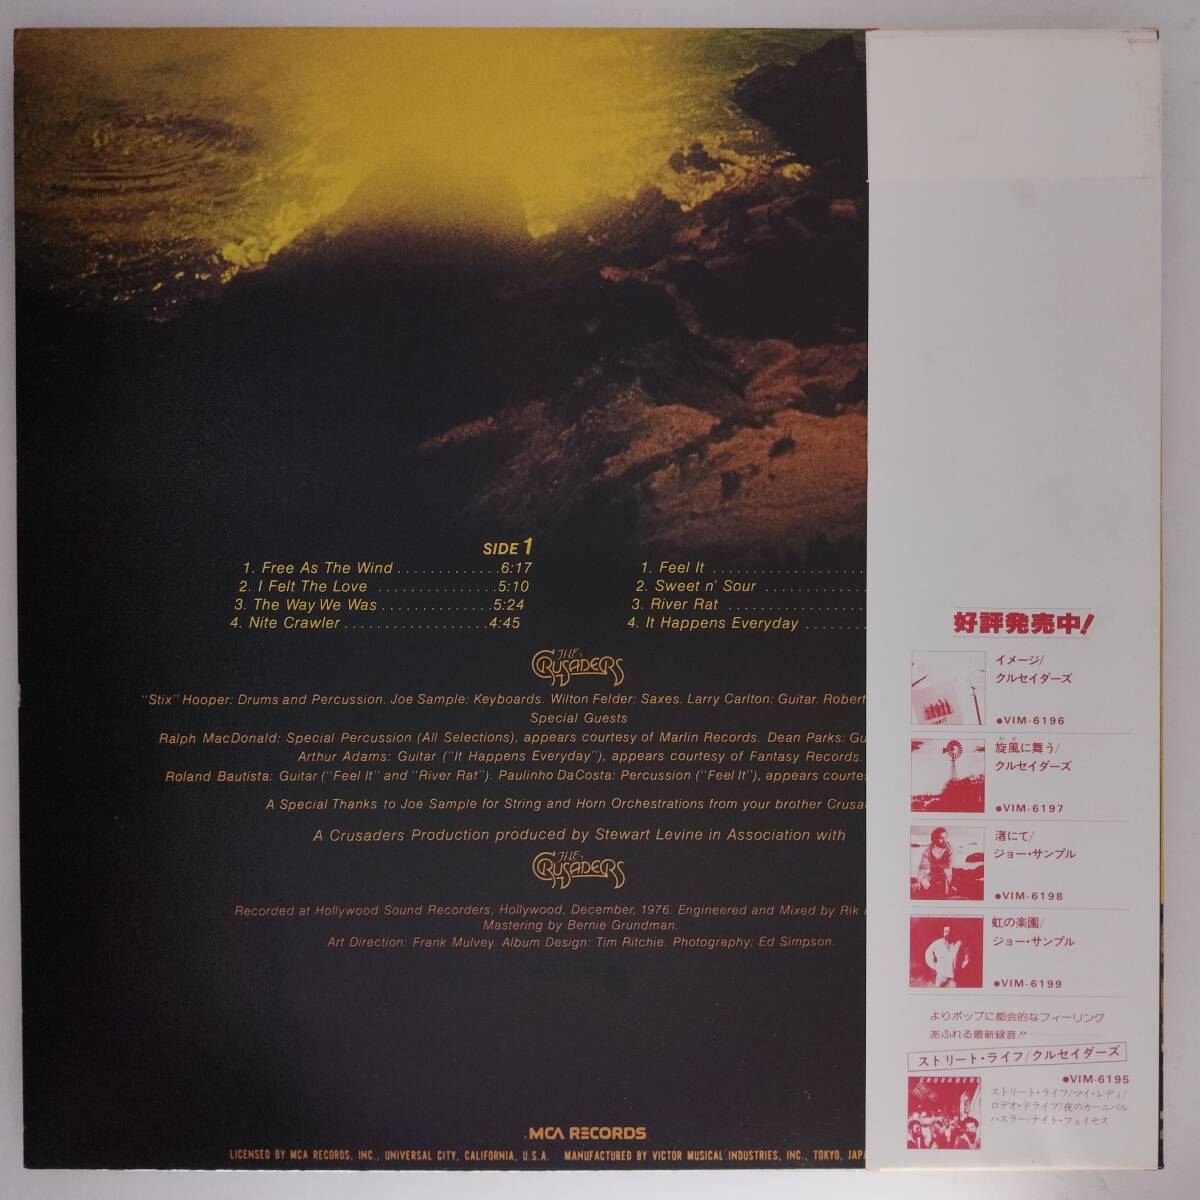 SIDE 1
1. Free As The Wind.............6:17
2. I Felt The Love ...............5:10
3. The Way We Was..............5:24
4. Nite Crawler..................4:45
1. Feel It
2. Sweet n' Sour
3. River Rat
4. It Happens Everyday
THE CRUSADERS
"Stix" Hooper: Drums and Percussion. Joe Sample: Keyboards. Wilton Felder: Saxes. Larry Carlton: Guitar. Robert
Special Guests
Ralph MacDonald: Special Percussion (All Selections), appears courtesy of Marlin Records. Dean Parks:
Arthur Adams: Guitar ("It Happens Everyday"), appears courtesy of Fantasy Records.
Roland Bautista: Guitar ("Feel It" and "River Rat"). Paulinho DaCosta: Percussion ("Feel It"), appears
A Special Thanks to Joe Sample for String and Horn Orchestrations from your brother
A Crusaders Production produced by Stewart Levine in Association with
THE CRUSADERS
Recorded at Hollywood Sound Recorders, Hollywood, December, 1976. Engineered and Mixed by Rik
Mastering by Bernie Grundman.
Art Direction: Frank Mulvey. Album Design: Tim Ritchie. Photography: Ed Simpson.
MCA RECORDS
LICENSED BY MCA RECORDS, INC., UNIVERSAL CITY, CALIFORNIA, U.S.A. MANUFACTURED BY VICTOR MUSICAL INDUSTRIES, INC., TOKYO,
好評発売中!
イメージ/
クルセイダーズ
●VIM-6196
旋風に舞う/
クルセイダーズ
●VIM-6197
渚にて/
ジョー・サンプル
●VIM-6198
虹の楽園/
ジョー・サンプル
●VIM-6199
よりポップに都会的なフィーリング
あふれる最新録音!!
ストリート・ライフ/クルセイダーズ
●VIM-6195
CRUSADERS
ストリート・ライフ/マイ・レディ/
ロデオ・ドライブ/夜のカーニバル
ハスラー/ナイト・フェイセス